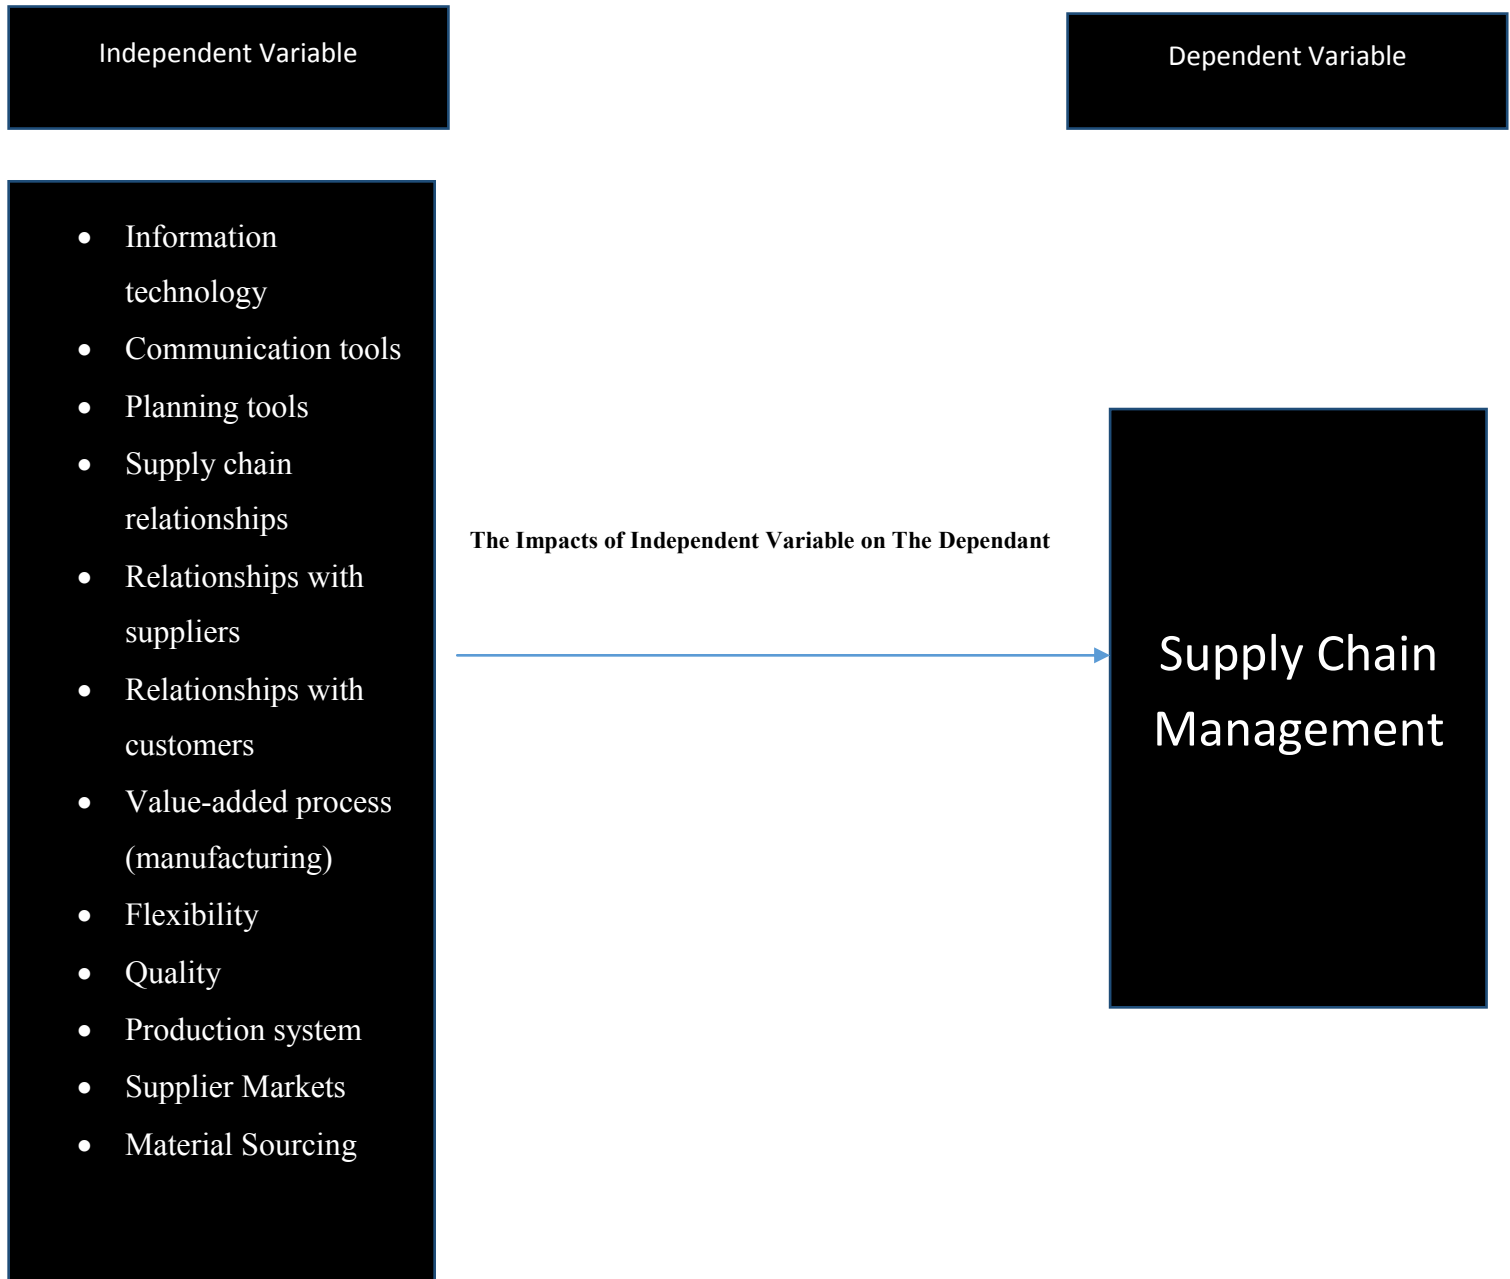 Independent Variable
Dependent Variable
• Information
technology
• Communication tools
• Planning tools
• Supply chain
relationships
• Relationships with
suppliers
• Relationships with
customers
• Value-added process
(manufacturing)
• Flexibility
• Quality
• Production system
• Supplier Markets
• Material Sourcing
The Impacts of Independent Variable on The Dependant
Supply Chain
Management